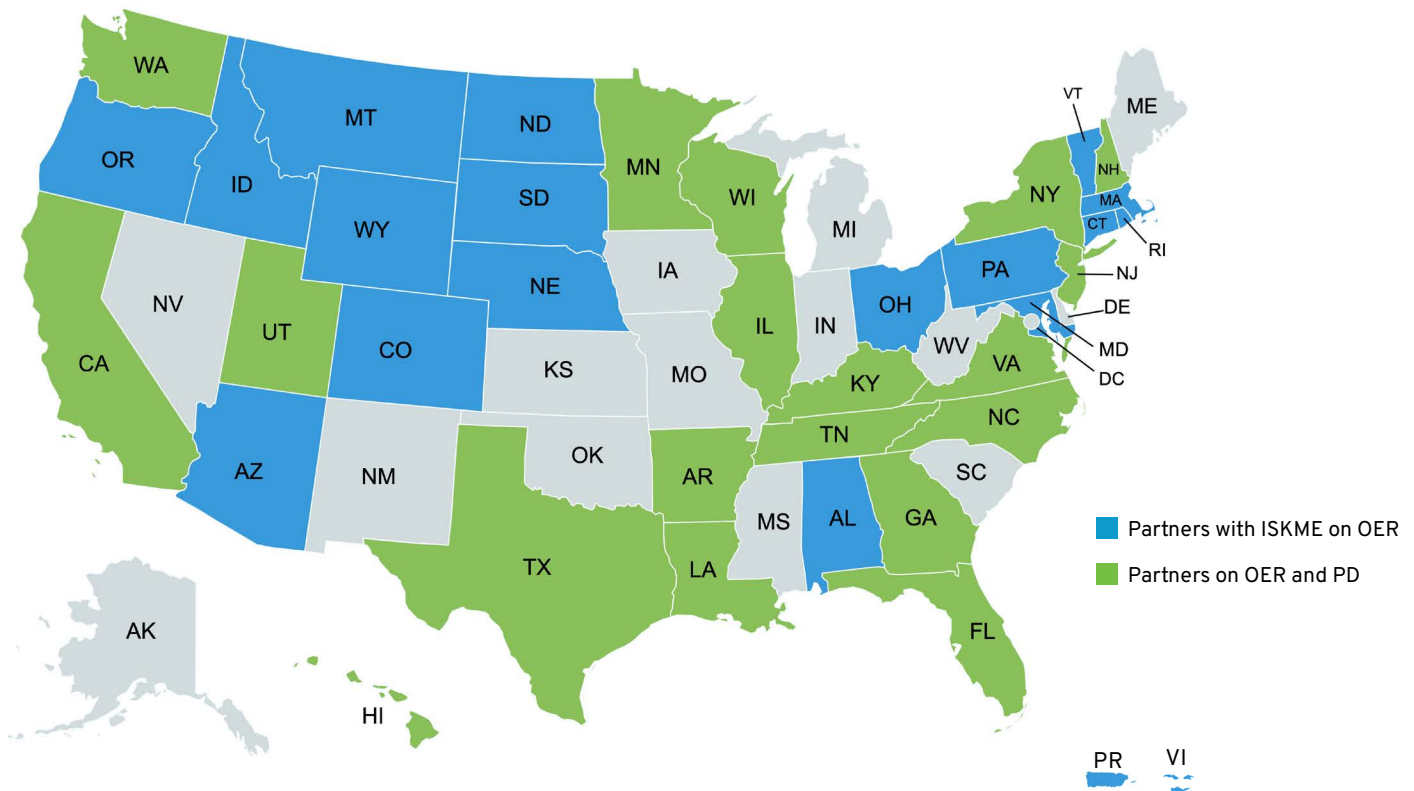 WA
VT
ME
MT
ND
OR
MN
ID
SD
WI
NY
NH
MA
WY
MI
CT
RI
IA
PA
NE
NJ
NV
OH
DE
UT
IL
IN
CO
WV
MD
CA
KS
MO
VA
DC
KY
NC
TN
AZ
NM
OK
AR
SC
MS
AL
GA
Partners with ISKME on OER
TX
LA
Partners on OER and PD
AK
FL
HI
PR
VI